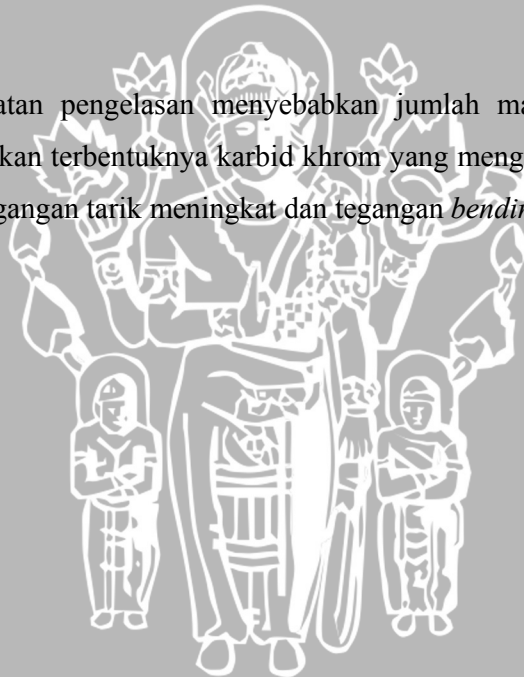 atan pengelasan menyebabkan jumlah ma
kan terbentuknya karbid khrom yang meng
gangan tarik meningkat dan tegangan bendin